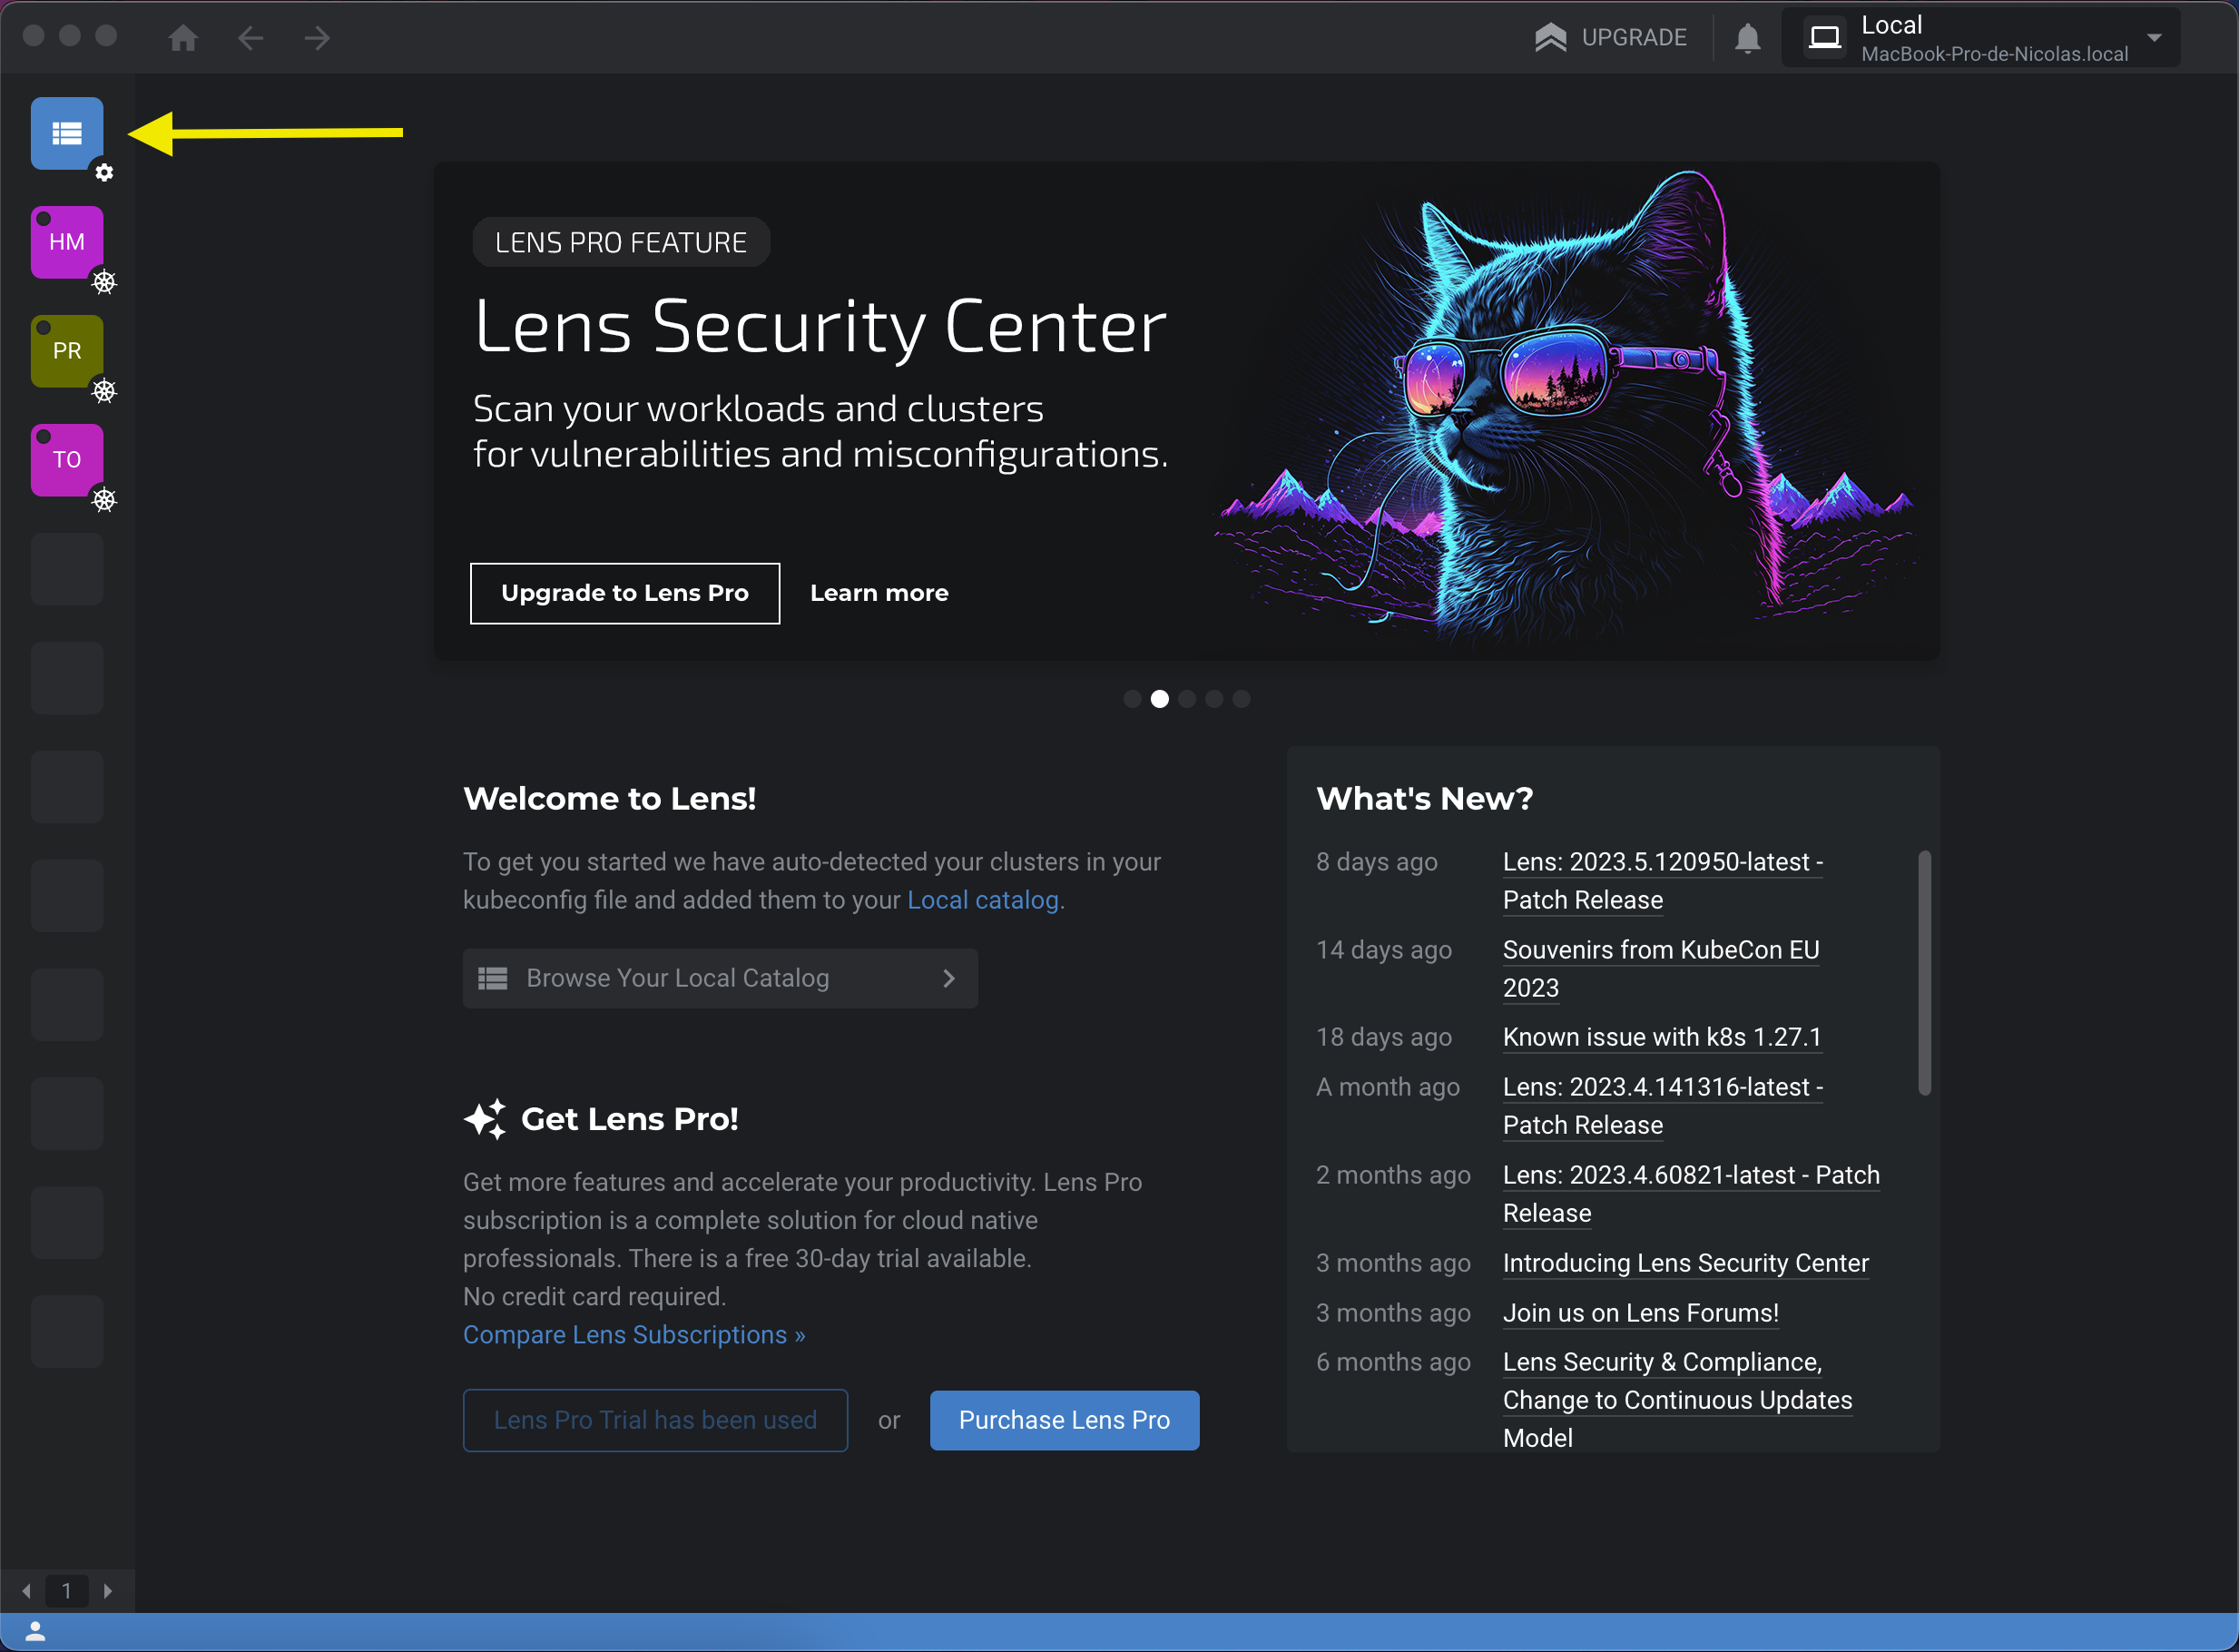 UPGRADE
Local
MacBook-Pro-de-Nicolas.local
HM
PR
TO
LENS PRO FEATURE
Lens Security Center
Scan your workloads and clusters
for vulnerabilities and misconfigurations.
Upgrade to Lens Pro
Learn more
Welcome to Lens!
To get you started we have auto-detected your clusters in your
kubeconfig file and added them to your Local catalog.
Browse Your Local Catalog
Get Lens Pro!
Get more features and accelerate your productivity. Lens Pro
subscription is a complete solution for cloud native
professionals. There is a free 30-day trial available.
No credit card required.
Compare Lens Subscriptions »
Lens Pro Trial has been used
or
Purchase Lens Pro
What's New?
8 days ago
Lens: 2023.5.120950-latest -
Patch Release
14 days ago
Souvenirs from KubeCon EU
2023
18 days ago
Known issue with k8s 1.27.1
A month ago
Lens: 2023.4.141316-latest -
Patch Release
2 months ago
Lens: 2023.4.60821-latest - Patch
Release
3 months ago
Introducing Lens Security Center
3 months ago
Join us on Lens Forums!
6 months ago
Lens Security & Compliance,
Change to Continuous Updates
Model
1